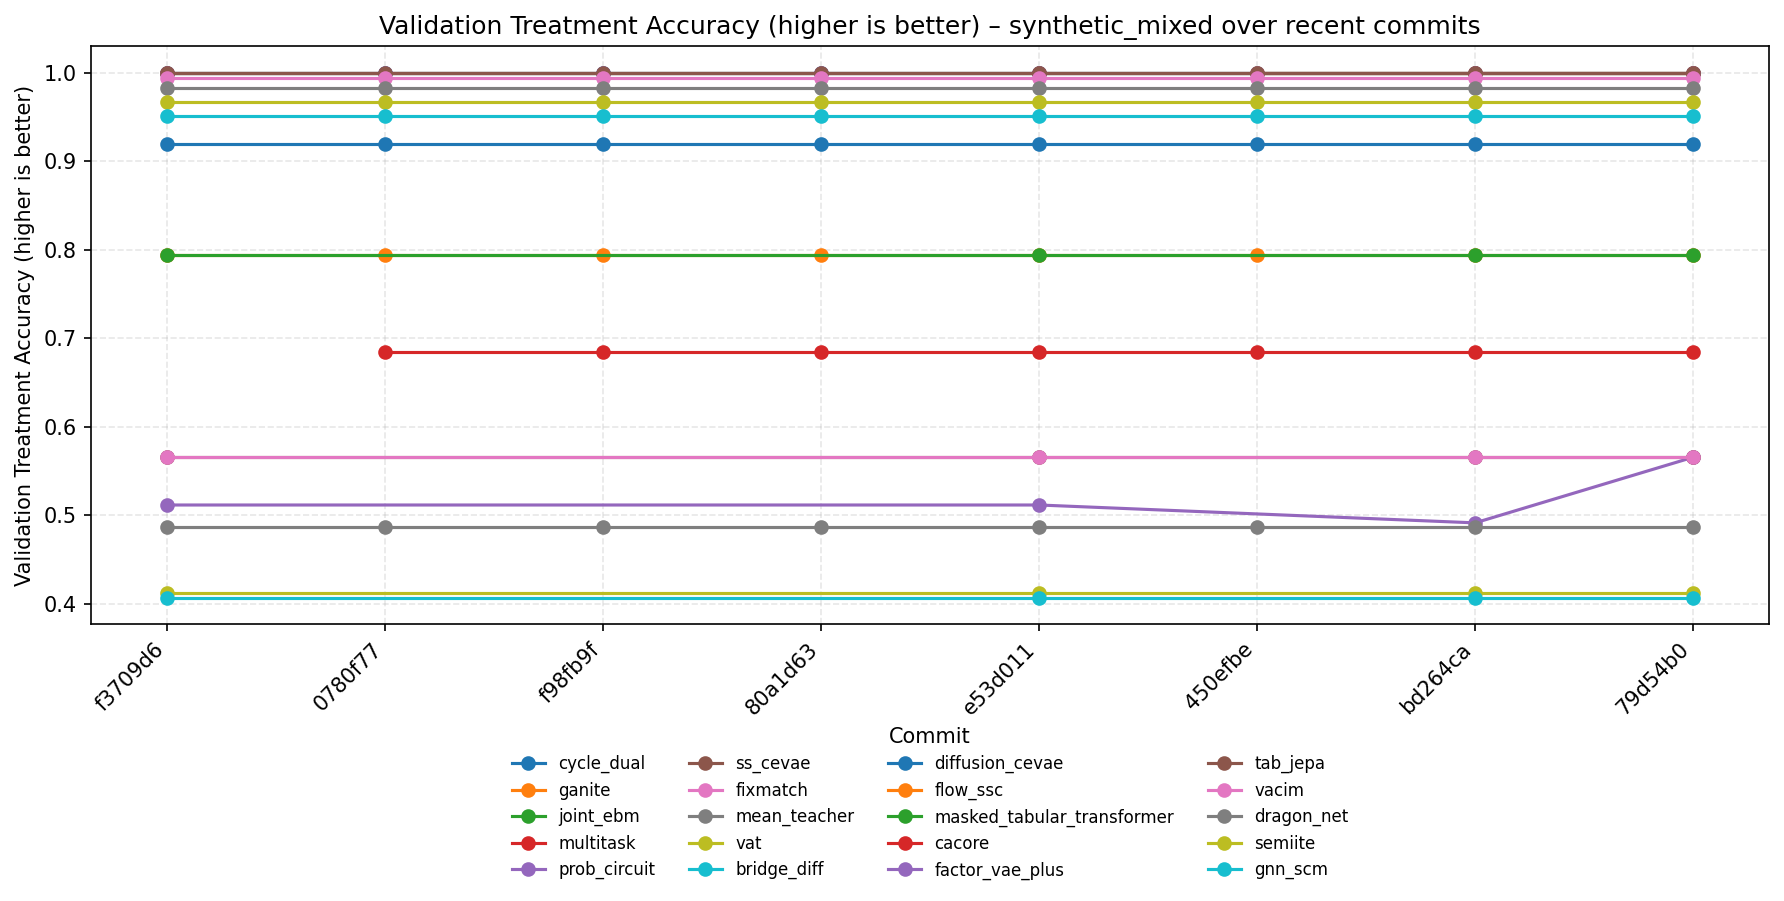 Validation Treatment Accuracy (higher is better) – synthetic_mixed over recent commits
Validation Treatment Accuracy (higher is better)
1.0
0.9
0.8
0.7
0.6
0.5
0.4
f3709d6
0780f77
f98fb9f
80a1d63
e53d011
450efbe
bd264ca
79d54b0
Commit
cycle_dual
ganite
joint_ebm
multitask
prob_circuit
ss_cevae
fixmatch
mean_teacher
vat
bridge_diff
diffusion_cevae
flow_ssc
masked_tabular_transformer
cacore
factor_vae_plus
tab_jepa
vacim
dragon_net
semiite
gnn_scm